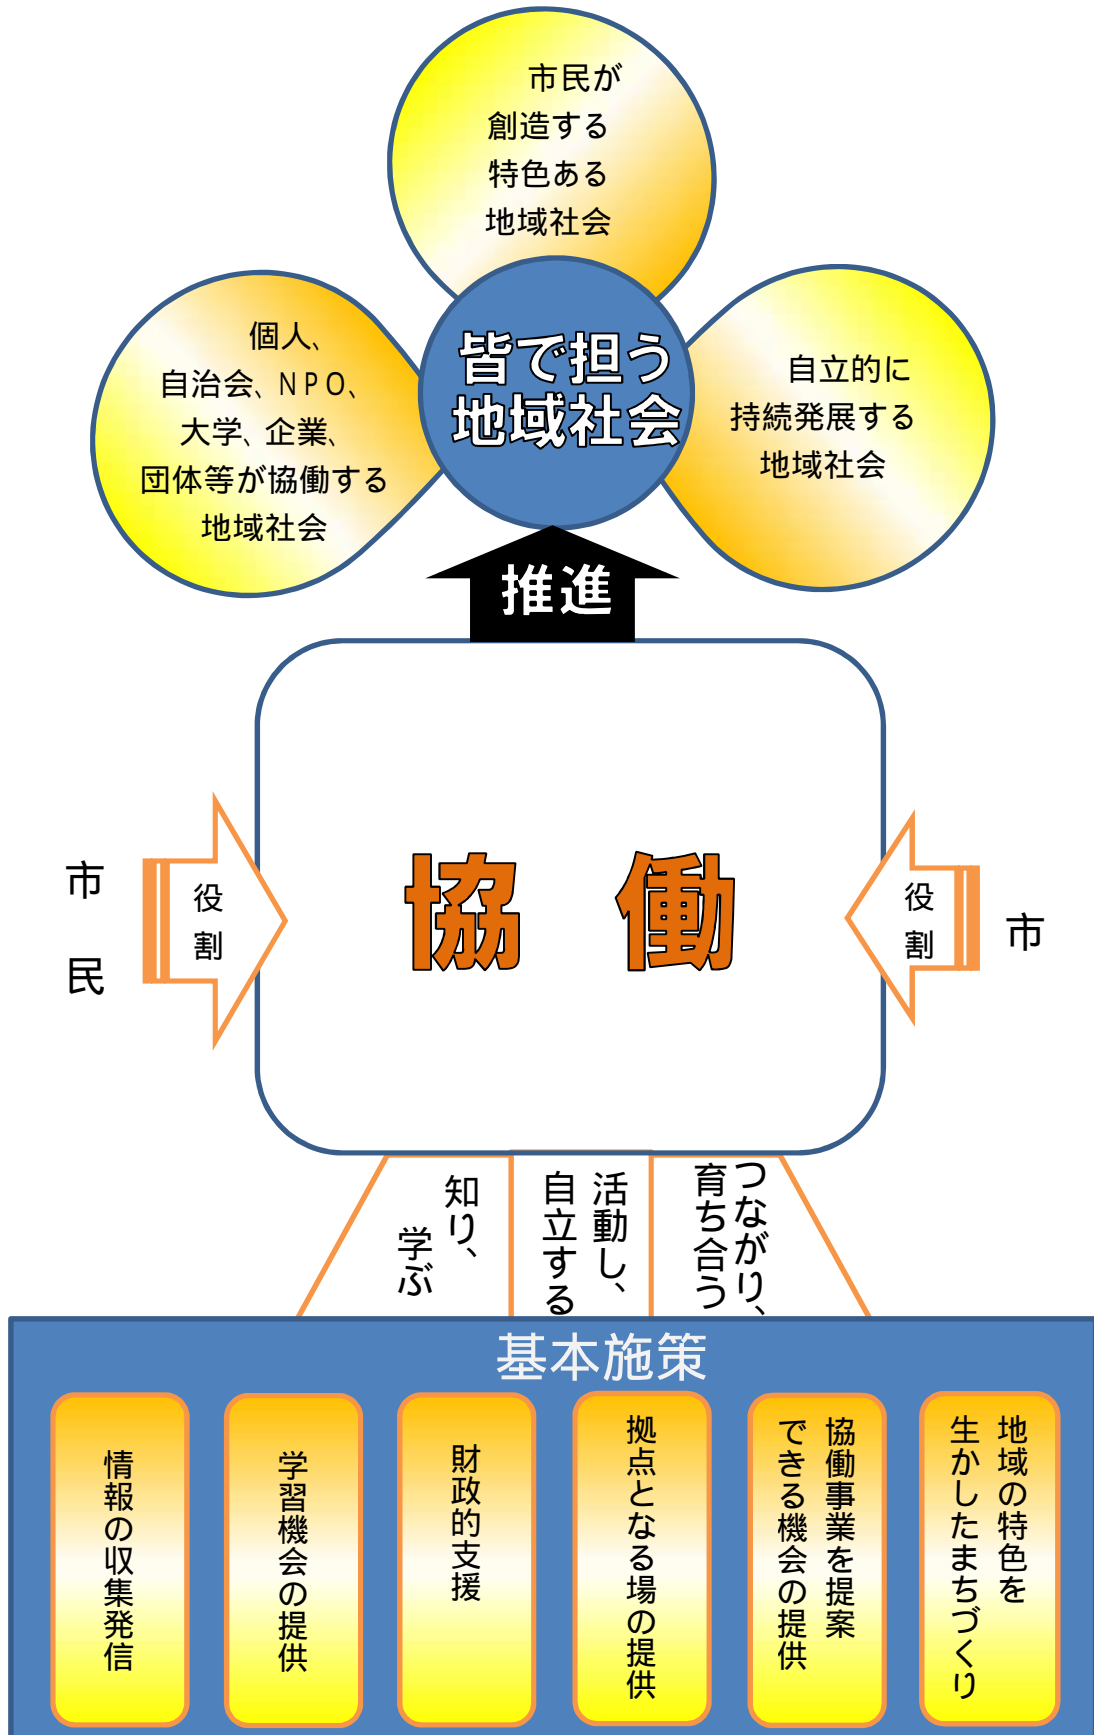 市民が
創造する
特色ある
地域社会
個人、
自治会、NPO、
大学、企業、
団体等が協働する
地域社会
皆で担う
地域社会
自立的に
持続発展する
地域社会
推進
市民
役割
協働
役割
市
知り、
学ぶ
活動し、
自立する
つながり、
育ち合う
基本施策
情報の収集発信
学習機会の提供
財政的支援
拠点となる場の提供
協働事業を提案
できる機会の提供
地域の特色を
生かしたまちづくり